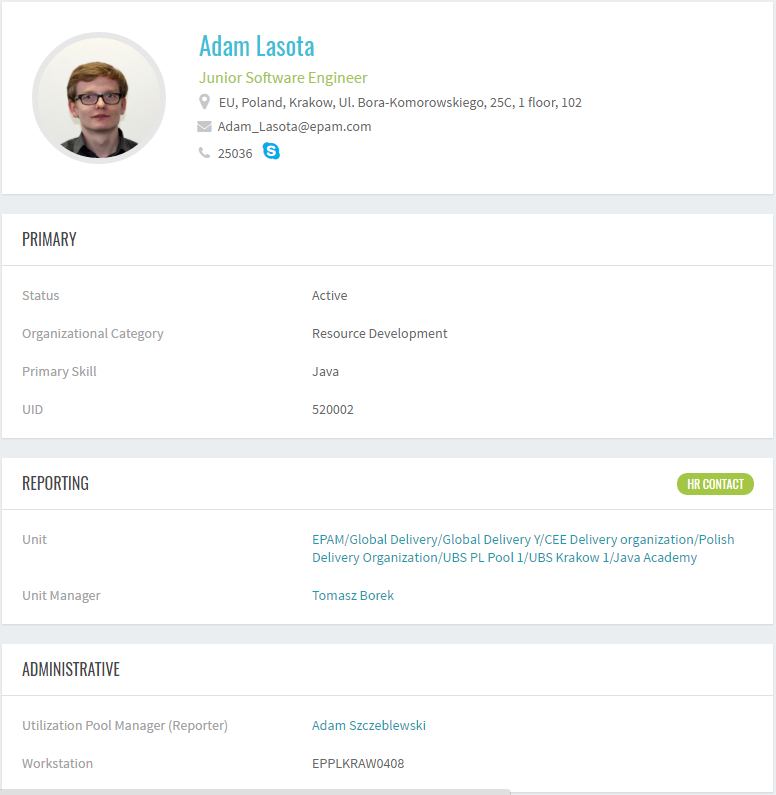 Adam Lasota
Junior Software Engineer
EU, Poland, Krakow, Ul. Bora-Komorowskiego, 25C, 1 floor, 102
Adam_Lasota@epam.com
25036
PRIMARY
Status Active
Organizational Category Resource Development
Primary Skill Java
UID 520002
REPORTING HR CONTACT
Unit EPAM/Global Delivery/Global Delivery Y/CEE Delivery organization/Polish
Delivery Organization/UBS PL Pool 1/UBS Krakow 1/Java Academy
Unit Manager Tomasz Borek
ADMINISTRATIVE
Utilization Pool Manager (Reporter) Adam Szczeblewski
Workstation EPPLKRAW0408